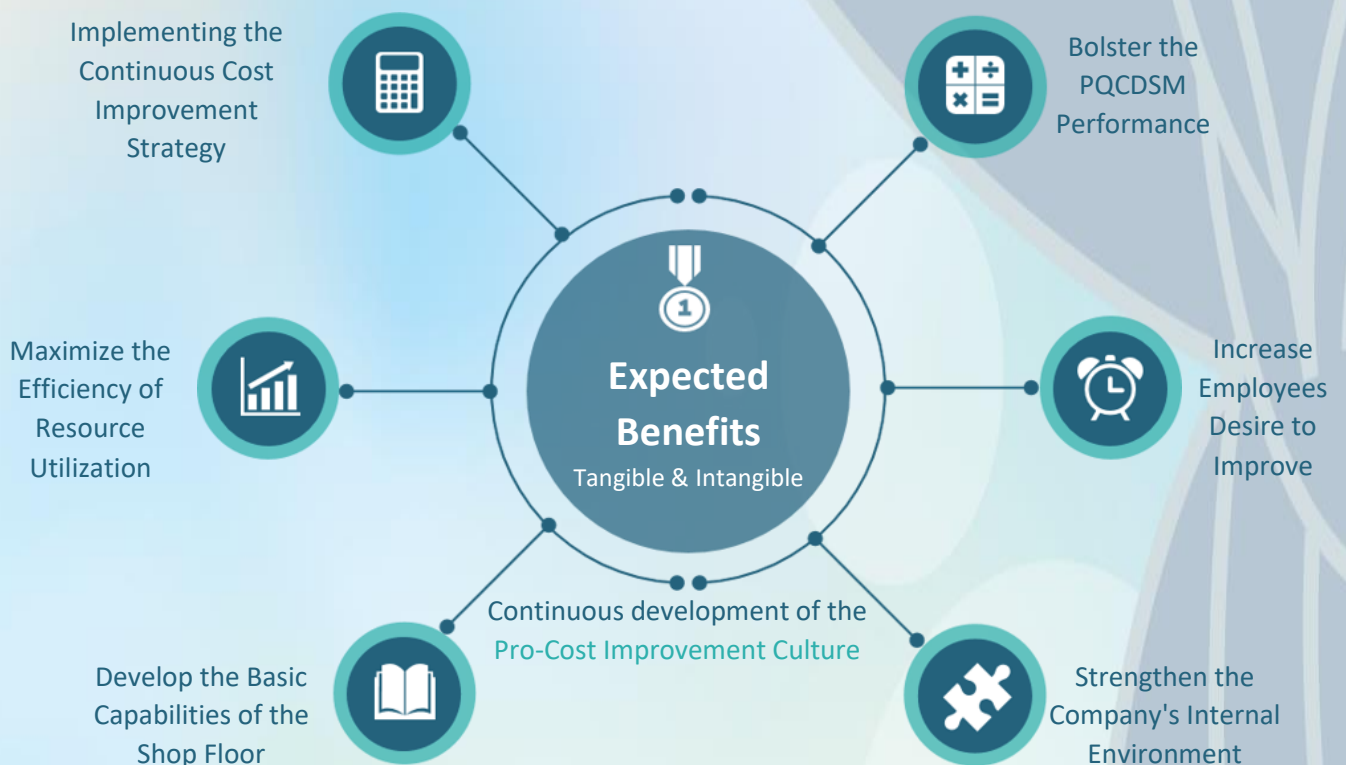 Implementing the
Continuous Cost
Improvement
Strategy
Bolster the
PQCDSM
Performance
Maximize the
Efficiency of
Resource
Utilization
1
Expected
Benefits
Tangible & Intangible
Increase
Employees
Desire to
Improve
Continuous development of the
Pro-Cost Improvement Culture
Develop the Basic
Capabilities of the
Shop Floor
Strengthen the
Company's Internal
Environment